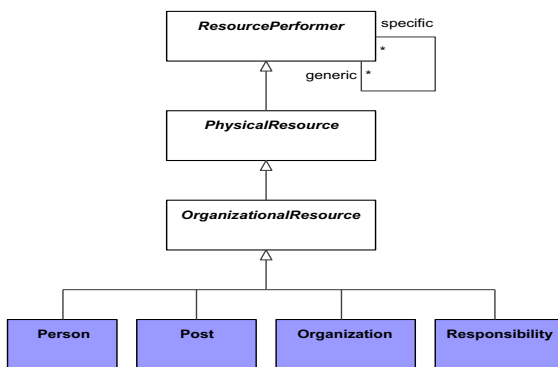 ResourcePerformer
specific
*
generic
*
PhysicalResource
OrganizationalResource
Person
Post
Organization
Responsibility